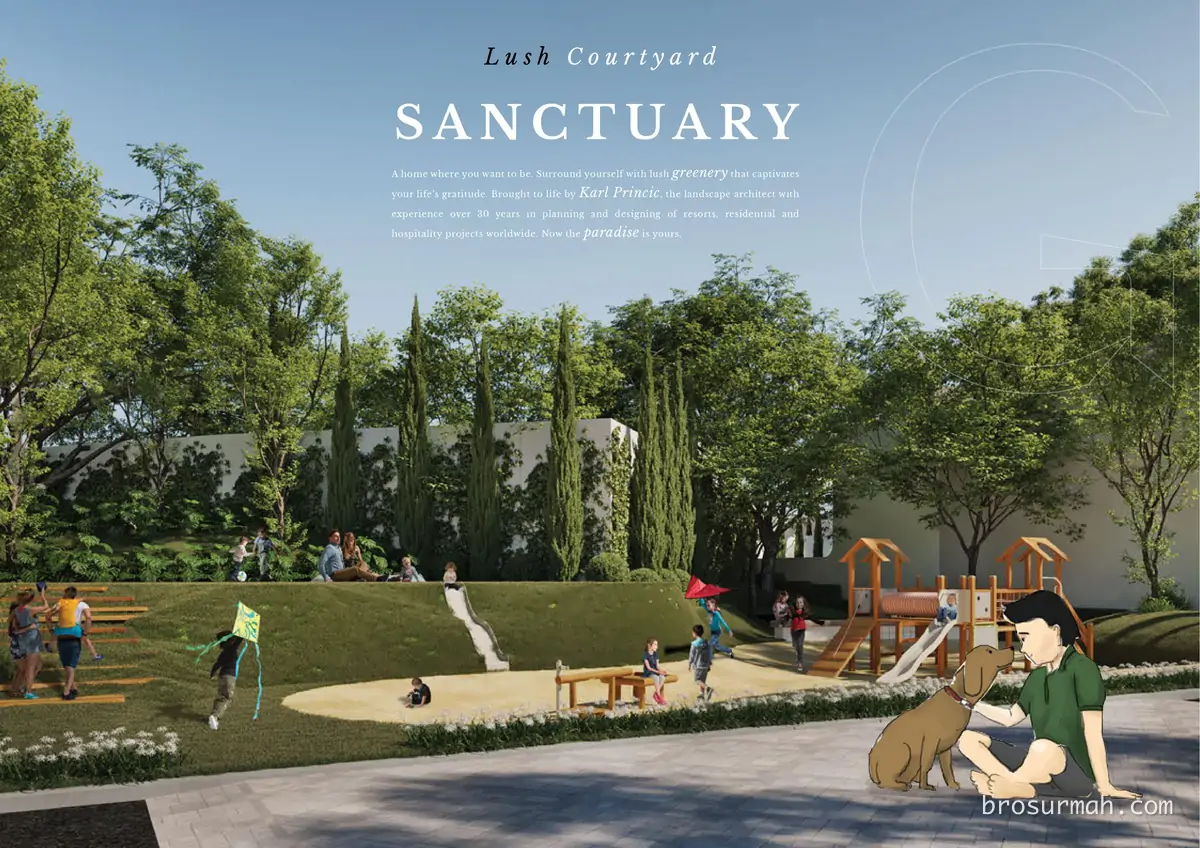 Lush Courtyard
SANCTUARY
A home where you want to be. Surround yourself with lush greenery that captivates
your life's gratitude. Brought to life by Karl Princic, the landscape architect with
experience over 30 years in planning and designing of resorts, residential and
hospitality projects worldwide. Now the paradise is yours.
brosurmah.com